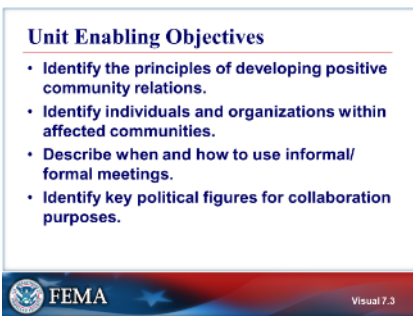 Unit Enabling Objectives
• Identify the principles of developing positive
community relations.
• Identify individuals and organizations within
affected communities.
• Describe when and how to use informal/
formal meetings.
• Identify key political figures for collaboration
purposes.
FEMA
Visual 7.3